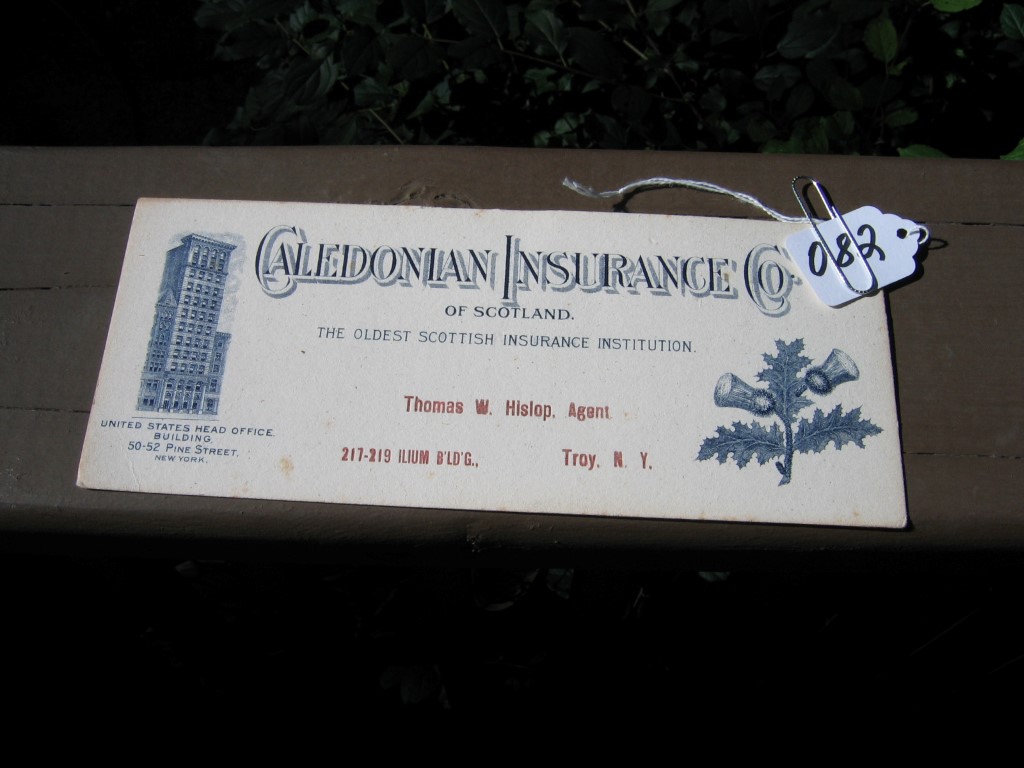 CALEDONIAN INSURANCE CO.
OF SCOTLAND.
THE OLDEST SCOTTISH INSURANCE INSTITUTION.
Thomas W. Hislop, Agent
217-219 ILIUM B'LD'G., Troy, N. Y.
UNITED STATES HEAD OFFICE
BUILDING,
50-52 PINE STREET,
NEW YORK.
082